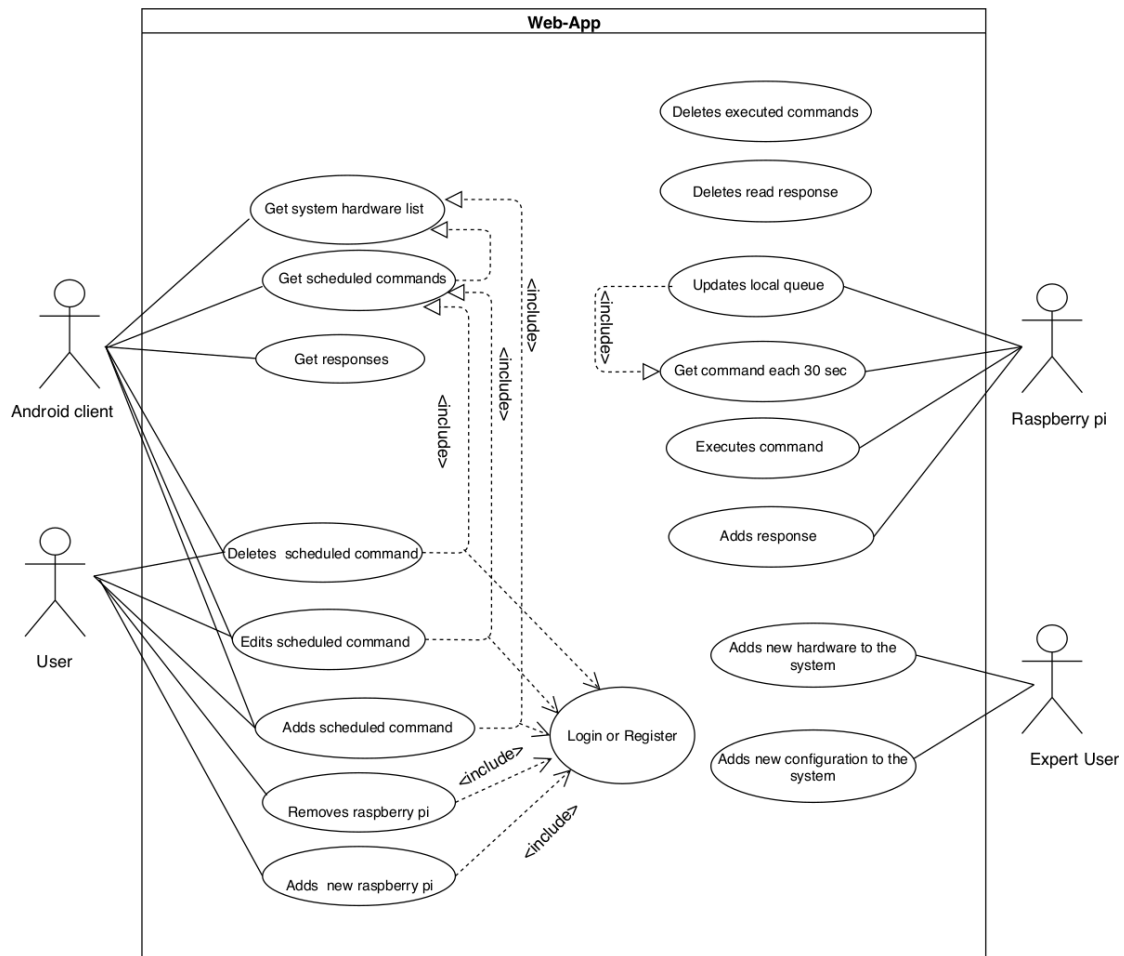 Web-App
Deletes executed commands
Deletes read response
Get system hardware list
Get scheduled commands
Updates local queue
<include>
<include>
Get responses
Get command each 30 sec
Android client
Raspberry pi
<include>
<include>
Executes command
Adds response
Deletes scheduled command
User
Edits scheduled command
Adds new hardware to the
system
Adds scheduled command
Login or Register
Adds new configuration to the
system
Expert User
<include>
Removes raspberry pi
<include>
Adds new raspberry pi